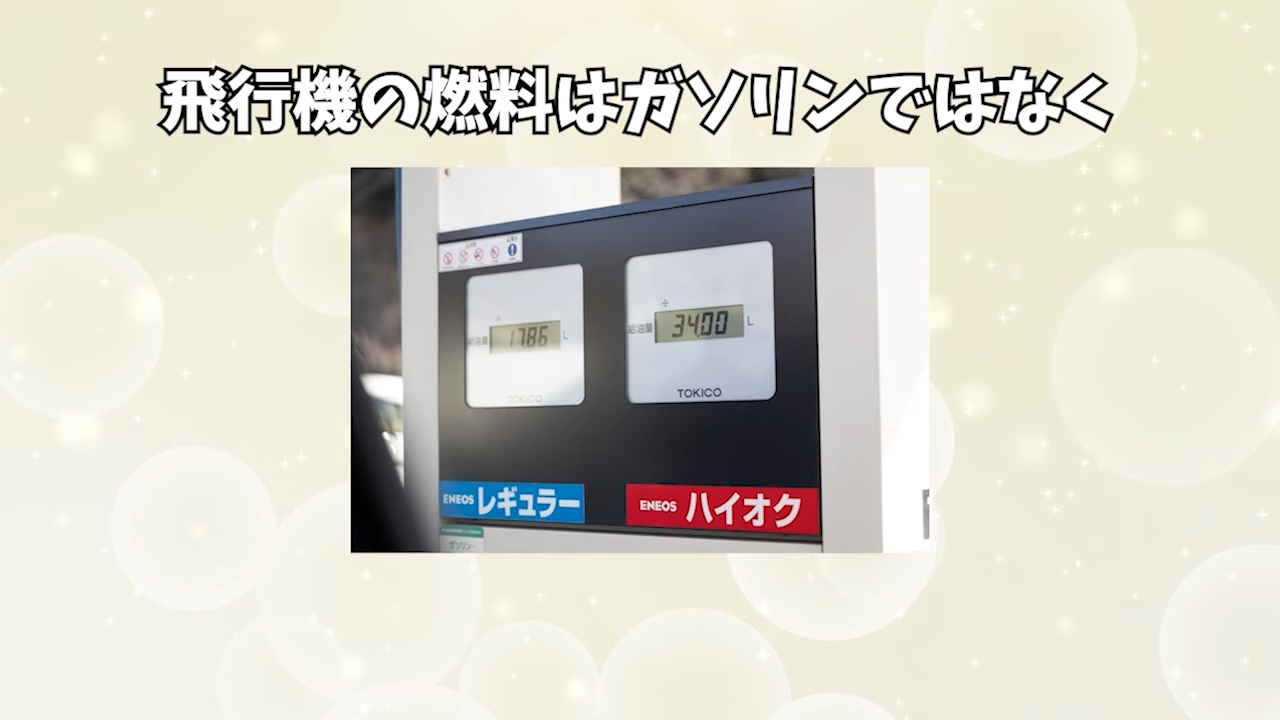 飛行機の燃料はガソリンではなく
給油量 17.86 L
TOKICO
給油量 34.00 L
TOKICO
ENEOS レギュラー
ENEOS ハイオク
ガソリン